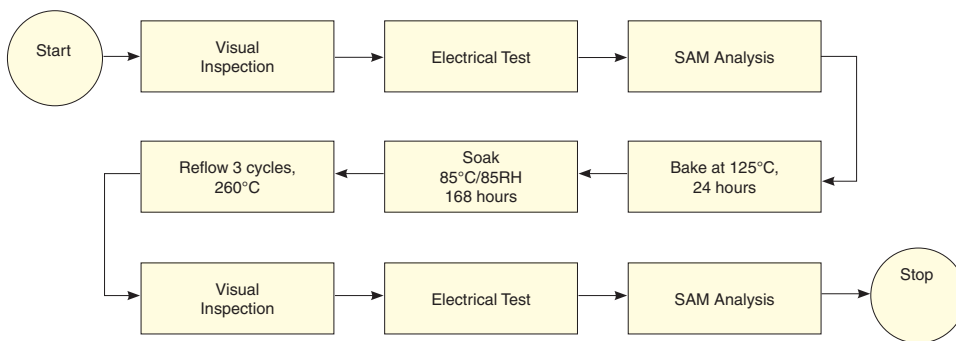 Start
Visual
Inspection
Electrical Test
SAM Analysis
Bake at 125°C,
24 hours
Soak
85°C/85RH
168 hours
Reflow 3 cycles,
260°C
Visual
Inspection
Electrical Test
SAM Analysis
Stop